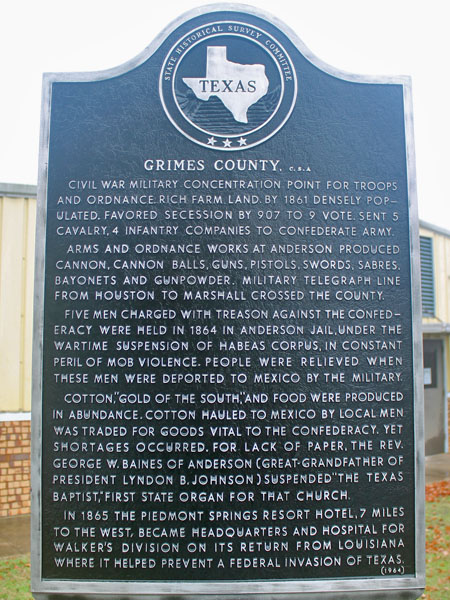 STATE HISTORICAL SURVEY COMMITTEE
TEXAS
GRIMES COUNTY, C.S.A
CIVIL WAR MILITARY CONCENTRATION POINT FOR TROOPS
AND ORDNANCE. RICH FARM LAND. BY 1861 DENSELY POP-
ULATED. FAVORED SECESSION BY 907 TO 9 VOTE. SENT 5
CAVALRY, 4 INFANTRY COMPANIES TO CONFEDERATE ARMY.
ARMS AND ORDNANCE WORKS AT ANDERSON PRODUCED
CANNON, CANNON BALLS, GUNS, PISTOLS, SWORDS, SABRES,
BAYONETS AND GUNPOWDER. MILITARY TELEGRAPH LINE
FROM HOUSTON TO MARSHALL CROSSED THE COUNTY.
FIVE MEN CHARGED WITH TREASON AGAINST THE CONFED-
ERACY WERE HELD IN 1864 IN ANDERSON JAIL, UNDER THE
WARTIME SUSPENSION OF HABEAS CORPUS, IN CONSTANT
PERIL OF MOB VIOLENCE. PEOPLE WERE RELIEVED WHEN
THESE MEN WERE DEPORTED TO MEXICO BY THE MILITARY.
COTTON, "GOLD OF THE SOUTH," AND FOOD WERE PRODUCED
IN ABUNDANCE. COTTON HAULED TO MEXICO BY LOCAL MEN
WAS TRADED FOR GOODS VITAL TO THE CONFEDERACY. YET
SHORTAGES OCCURRED. FOR LACK OF PAPER, THE REV.
GEORGE W. BAINES OF ANDERSON (GREAT-GRANDFATHER OF
PRESIDENT LYNDON B. JOHNSON) SUSPENDED "THE TEXAS
BAPTIST," FIRST STATE ORGAN FOR THAT CHURCH.
IN 1865 THE PIEDMONT SPRINGS RESORT HOTEL, 7 MILES
TO THE WEST, BECAME HEADQUARTERS AND HOSPITAL FOR
WALKER'S DIVISION ON ITS RETURN FROM LOUISIANA
WHERE IT HELPED PREVENT A FEDERAL INVASION OF TEXAS.
(1964)